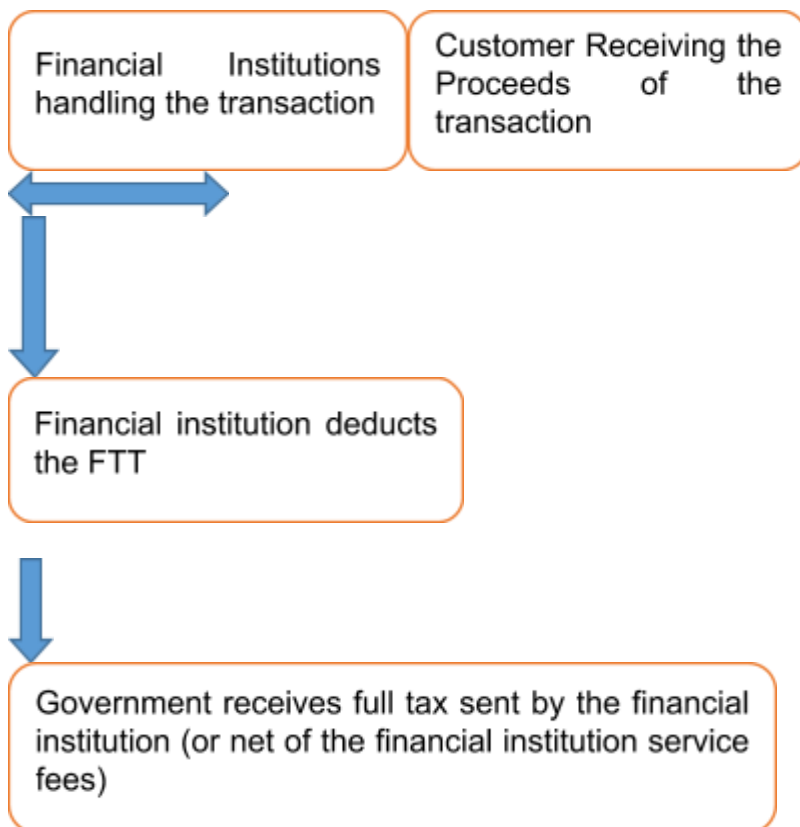 Financial Institutions
handling the transaction
Customer Receiving the
Proceeds of the
transaction
Financial institution deducts
the FTT
Government receives full tax sent by the financial
institution (or net of the financial institution service
fees)